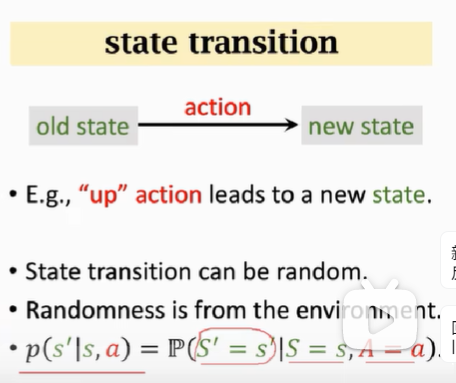 state transition
action
old state
new state
• E.g., “up” action leads to a new state.
• State transition can be random.
• Randomness is from the environment.
• p(s′|s, a) = ℙ(S′ = s′|S = s, A = a).